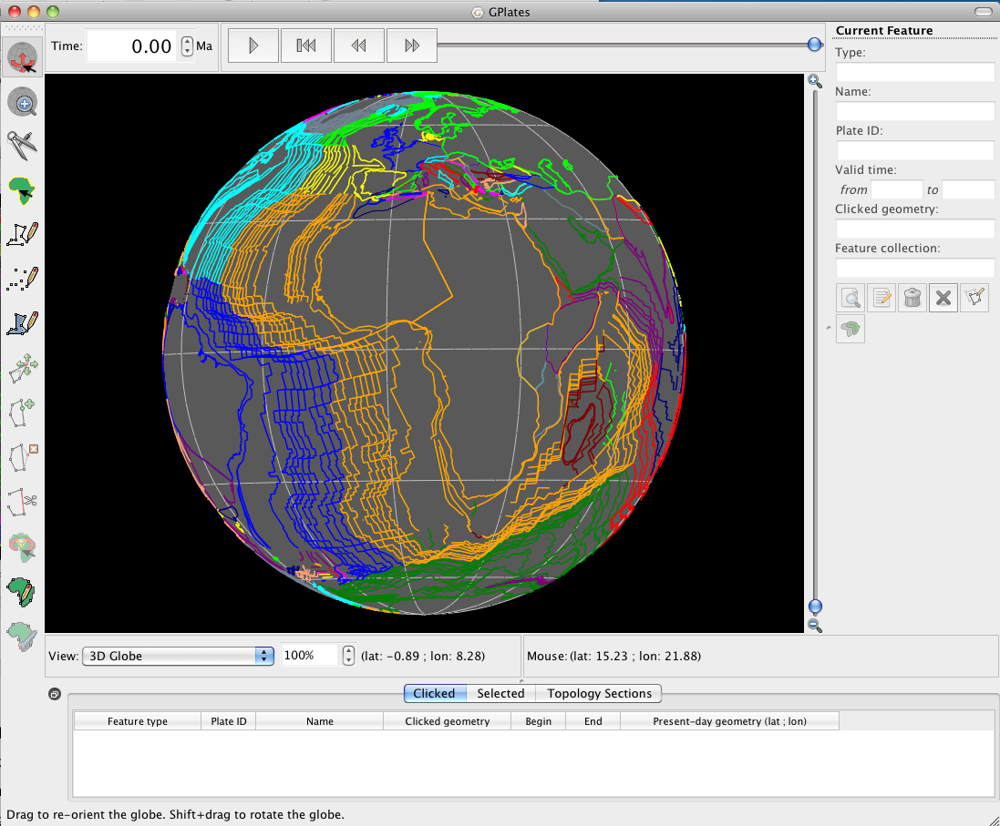 GPlates
Time: 0.00 Ma
Current Feature
Type:
Name:
Plate ID:
Valid time:
from to
Clicked geometry:
Feature collection:
View: 3D Globe 100% (lat: -0.89 ; lon: 8.28) Mouse: (lat: 15.23 ; lon: 21.88)
Clicked Selected Topology Sections
Feature type Plate ID Name Clicked geometry Begin End Present-day geometry (lat ; lon)
Drag to re-orient the globe. Shift+drag to rotate the globe.